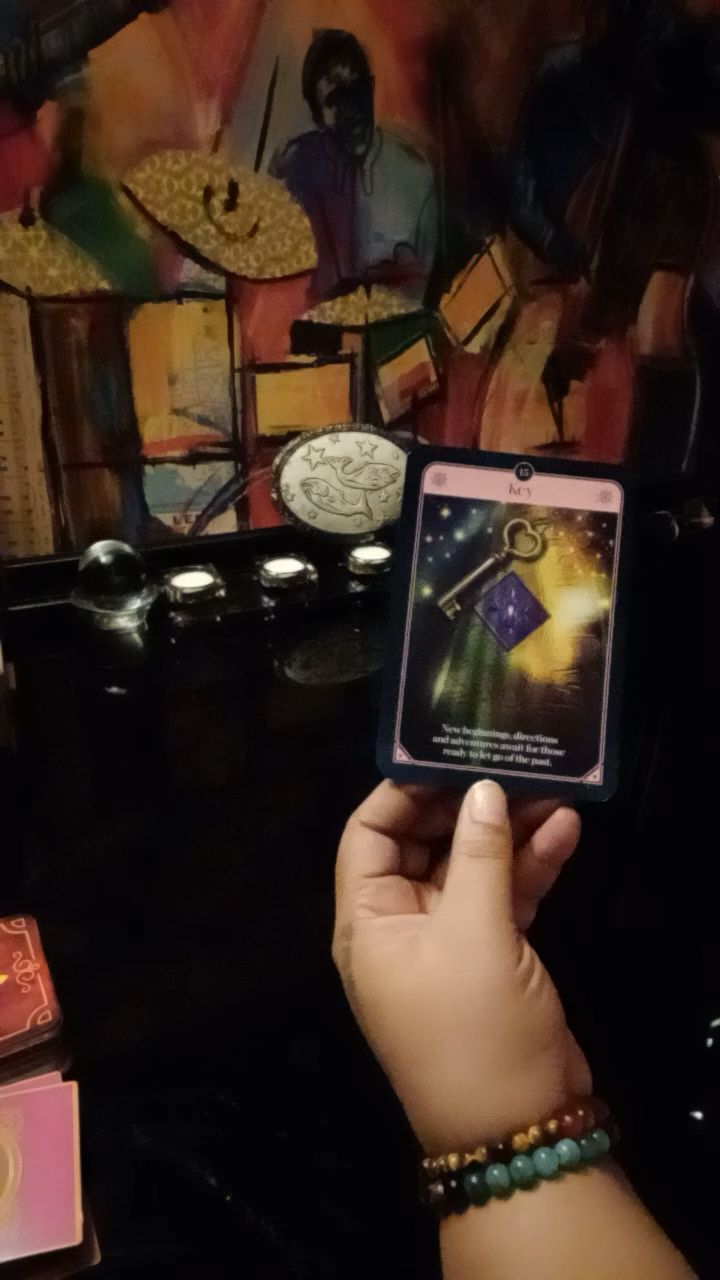 15
Key
New beginnings, directions
and adventures await for those
ready to let go of the past.